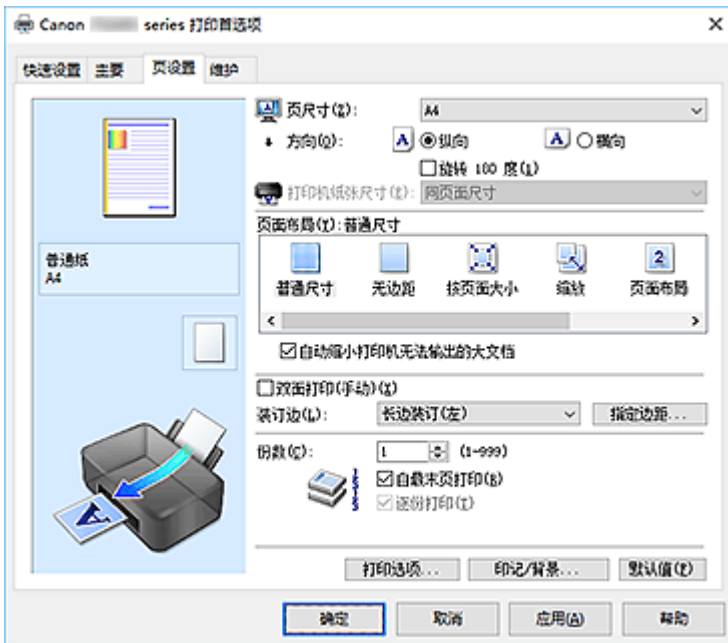 Canon series 打印首选项
快速设置 主要 页设置 维护
页尺寸(Z): A4
方向(O): A 纵向 A 横向
旋转 180 度(J)
打印机纸张尺寸(E): 同页面尺寸
页面布局(Y):普通尺寸
普通尺寸 无边距 按页面大小 缩放 页面布局
自动缩小打印机无法输出的大文档
双面打印(手动)(X)
装订边(L): 长边装订(左) 指定边距...
份数(C): 1 (1-999)
自最末页打印(B)
逐份打印(T)
普通纸
A4
打印选项... 印记/背景... 默认值(P)
确定 取消 应用(A) 帮助